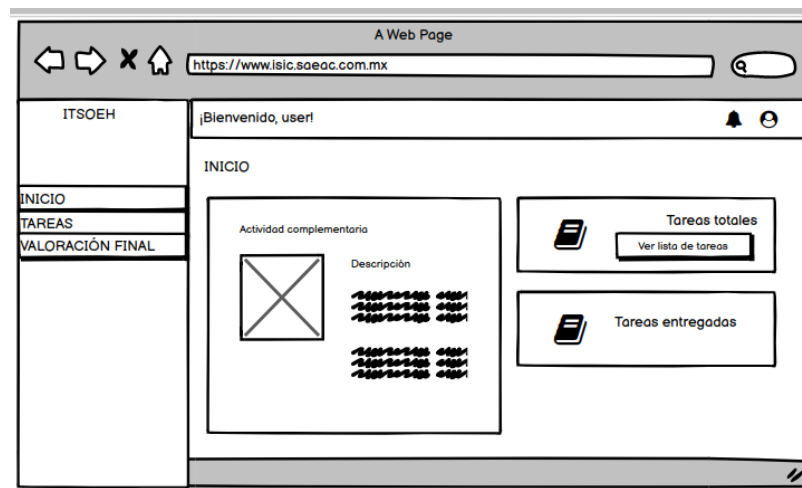 A Web Page
https://www.isic.saeac.com.mx
ITSOEH
¡Bienvenido, user!
INICIO
INICIO
TAREAS
VALORACIÓN FINAL
Actividad complementaria
Descripción
Tareas totales
Ver lista de tareas
Tareas entregadas